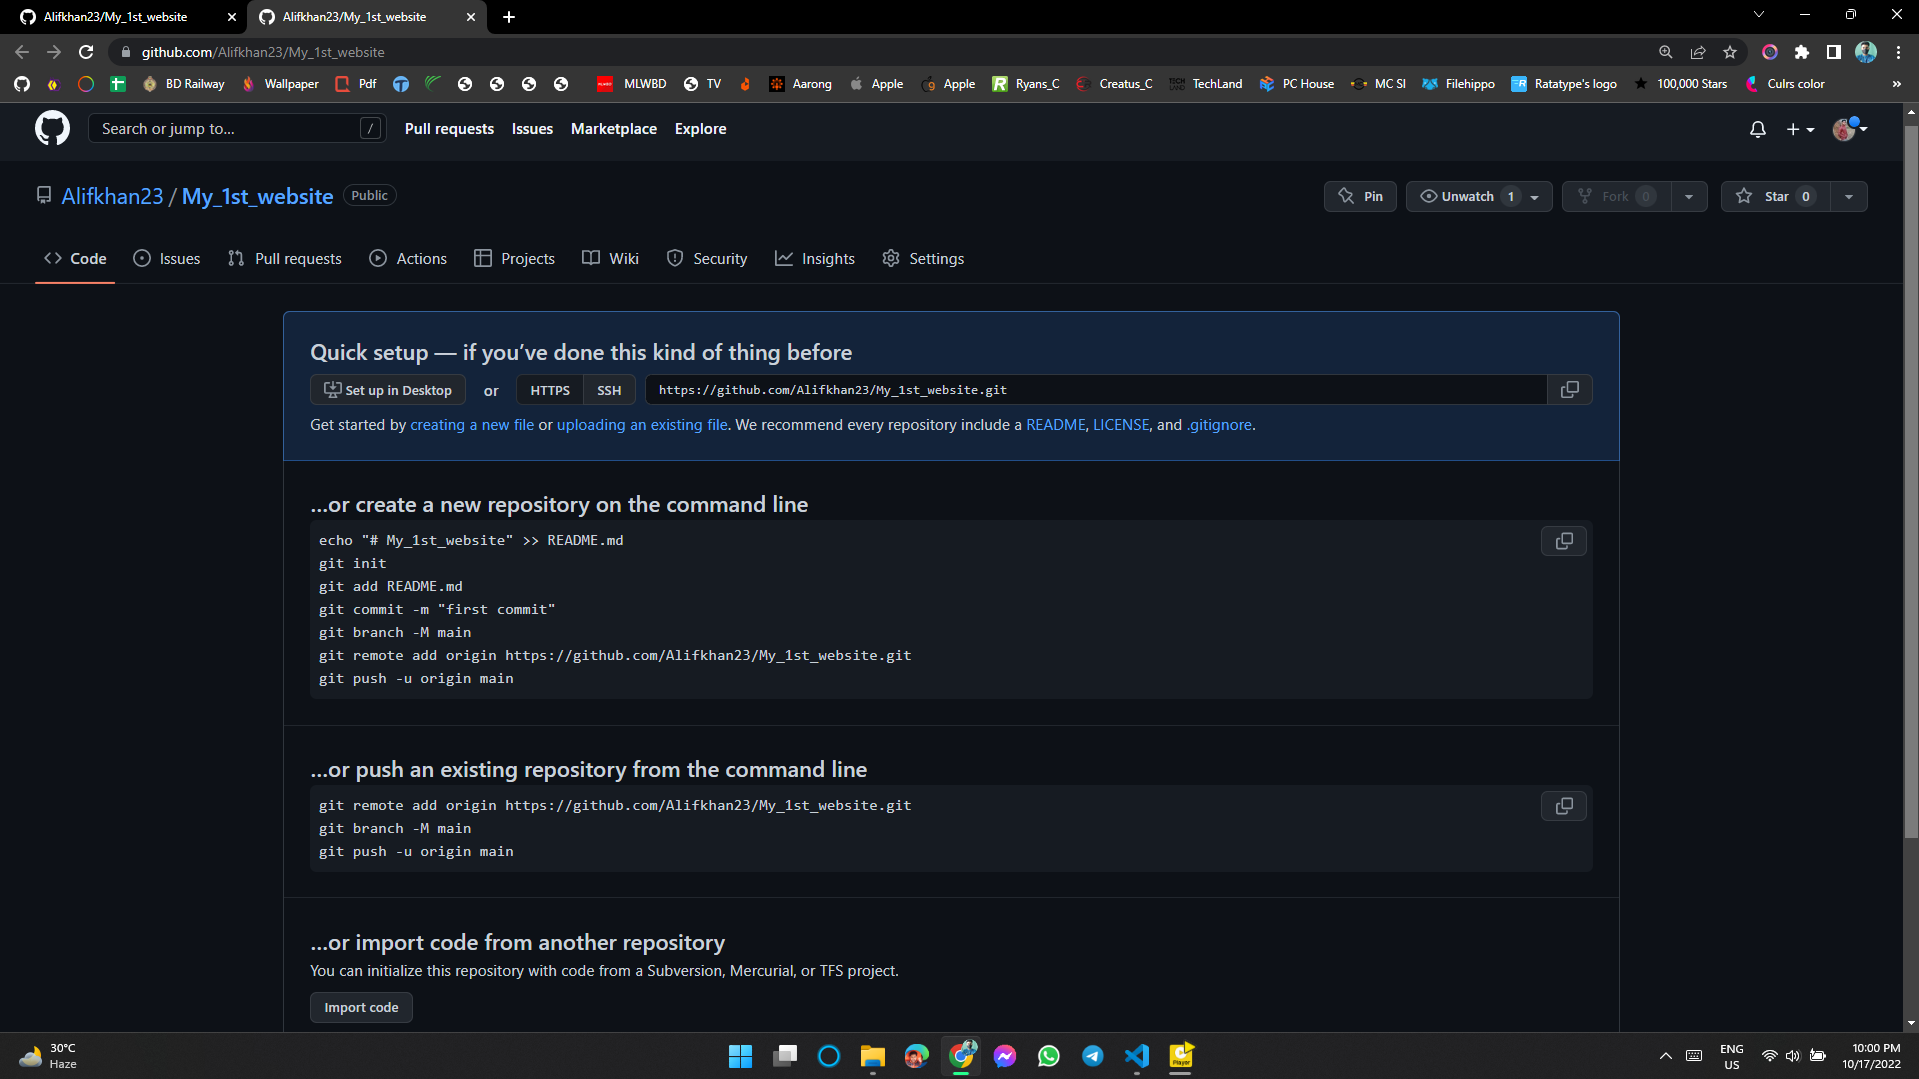 Alifkhan23/My_1st_website
Alifkhan23/My_1st_website
github.com/Alifkhan23/My_1st_website
BD Railway
Wallpaper
Pdf
MLWBD
TV
Aarong
Apple
Apple
Ryans_C
Creatus_C
TechLand
PC House
MC SI
Filehippo
Ratatype's logo
100,000 Stars
Culrs color
»
Search or jump to...
/
Pull requests
Issues
Marketplace
Explore
Alifkhan23 / My_1st_website
Public
Pin
Unwatch 1
Fork 0
Star 0
Code
Issues
Pull requests
Actions
Projects
Wiki
Security
Insights
Settings
Quick setup — if you’ve done this kind of thing before
Set up in Desktop
or
HTTPS
SSH
https://github.com/Alifkhan23/My_1st_website.git
Get started by creating a new file or uploading an existing file. We recommend every repository include a README, LICENSE, and .gitignore.
…or create a new repository on the command line
echo "# My_1st_website" >> README.md
git init
git add README.md
git commit -m "first commit"
git branch -M main
git remote add origin https://github.com/Alifkhan23/My_1st_website.git
git push -u origin main
…or push an existing repository from the command line
git remote add origin https://github.com/Alifkhan23/My_1st_website.git
git branch -M main
git push -u origin main
…or import code from another repository
You can initialize this repository with code from a Subversion, Mercurial, or TFS project.
Import code
30°C
Haze
Player
ENG
US
10:00 PM
10/17/2022